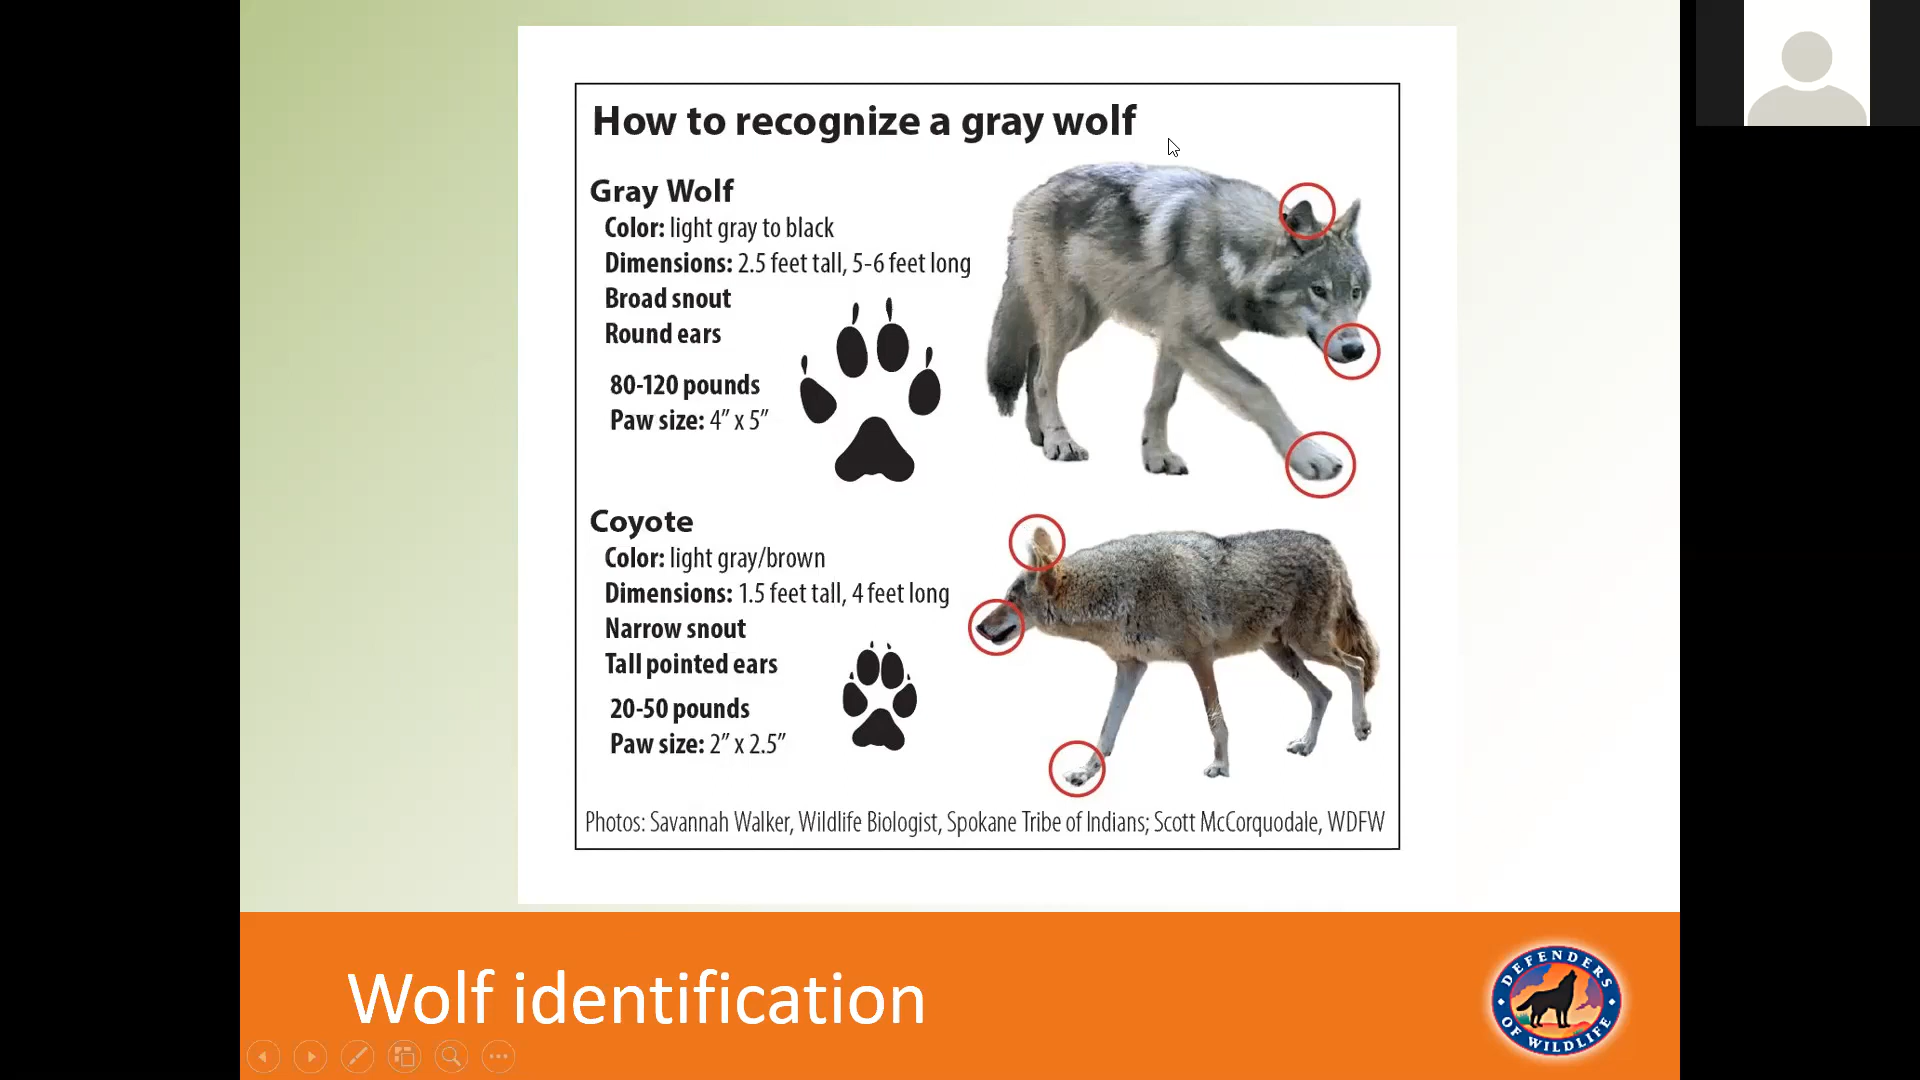 How to recognize a gray wolf
Gray Wolf
Color: light gray to black
Dimensions: 2.5 feet tall, 5-6 feet long
Broad snout
Round ears
80-120 pounds
Paw size: 4” x 5”
Coyote
Color: light gray/brown
Dimensions: 1.5 feet tall, 4 feet long
Narrow snout
Tall pointed ears
20-50 pounds
Paw size: 2” x 2.5”
Photos: Savannah Walker, Wildlife Biologist, Spokane Tribe of Indians; Scott McCorquodale, WDFW
Wolf identification
DEFENDERS
OF WILDLIFE